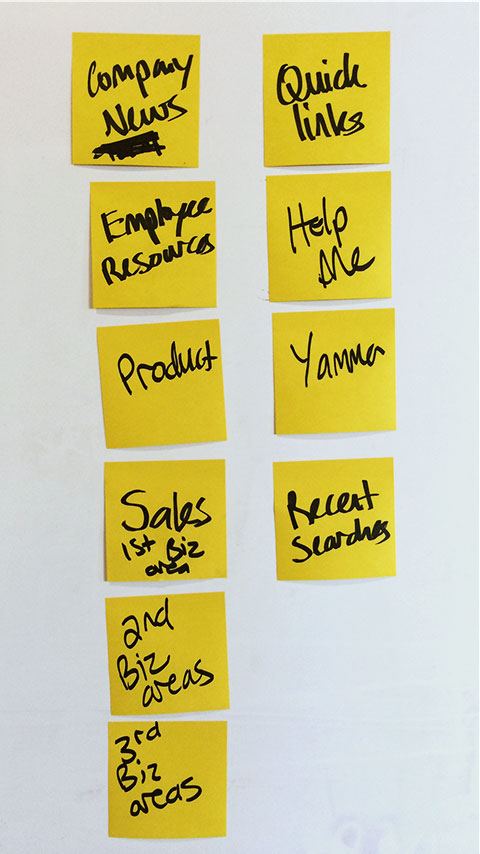 Company
News
Employee
Resources
Product
Sales
1st Biz
area
2nd
Biz
areas
3rd
Biz
areas
Quick
links
Help
Me
Yammer
Recent
Searches